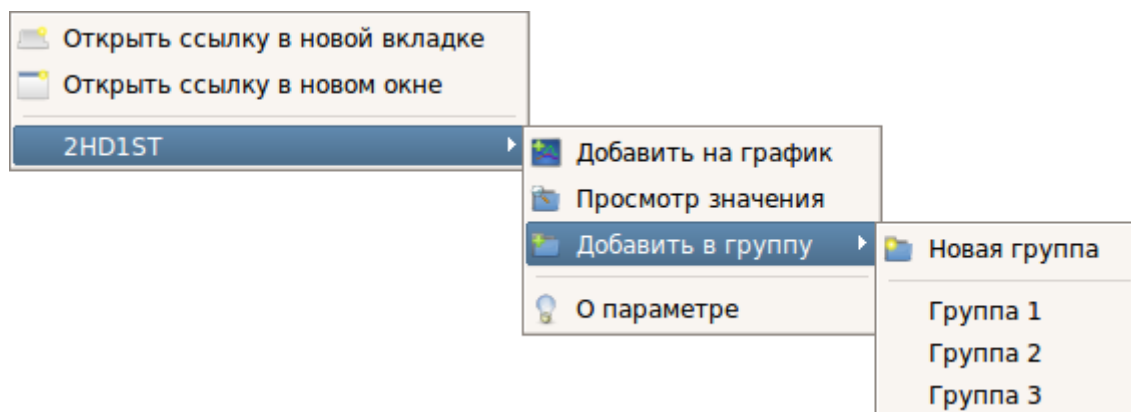 Открыть ссылку в новой вкладке
Открыть ссылку в новом окне
2HD1ST
Добавить на график
Просмотр значения
Добавить в группу
О параметре
Новая группа
Группа 1
Группа 2
Группа 3